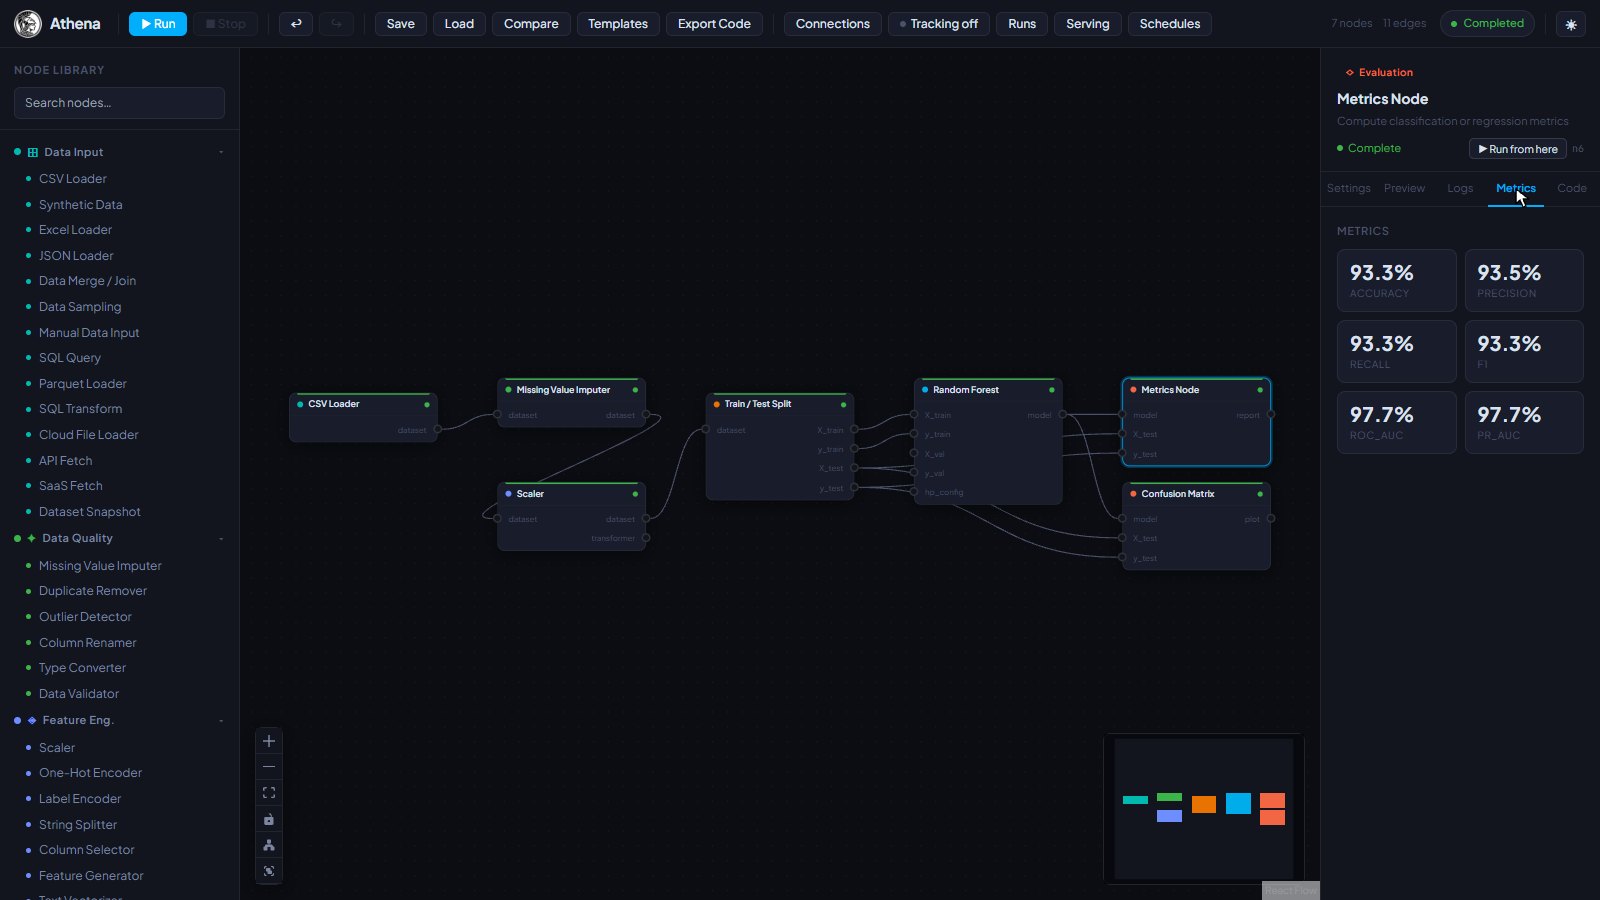 Athena
Run
Stop
Save
Load
Compare
Templates
Export Code
Connections
Tracking off
Runs
Serving
Schedules
7 nodes 11 edges
Completed
NODE LIBRARY
Search nodes...
Data Input
CSV Loader
Synthetic Data
Excel Loader
JSON Loader
Data Merge / Join
Data Sampling
Manual Data Input
SQL Query
Parquet Loader
SQL Transform
Cloud File Loader
API Fetch
SaaS Fetch
Dataset Snapshot
Data Quality
Missing Value Imputer
Duplicate Remover
Outlier Detector
Column Renamer
Type Converter
Data Validator
Feature Eng.
Scaler
One-Hot Encoder
Label Encoder
String Splitter
Column Selector
Feature Generator
Text Vectorizer
CSV Loader
dataset
Missing Value Imputer
dataset dataset
Scaler
dataset dataset
transformer
Train / Test Split
dataset X_train
y_train
X_test
y_test
Random Forest
X_train model
y_train
X_val
y_val
hp_config
Metrics Node
model report
X_test
y_test
Confusion Matrix
model plot
X_test
y_test
React Flow
Evaluation
Metrics Node
Compute classification or regression metrics
Complete
Run from here
n6
Settings Preview Logs Metrics Code
METRICS
93.3%
ACCURACY
93.5%
PRECISION
93.3%
RECALL
93.3%
F1
97.7%
ROC_AUC
97.7%
PR_AUC